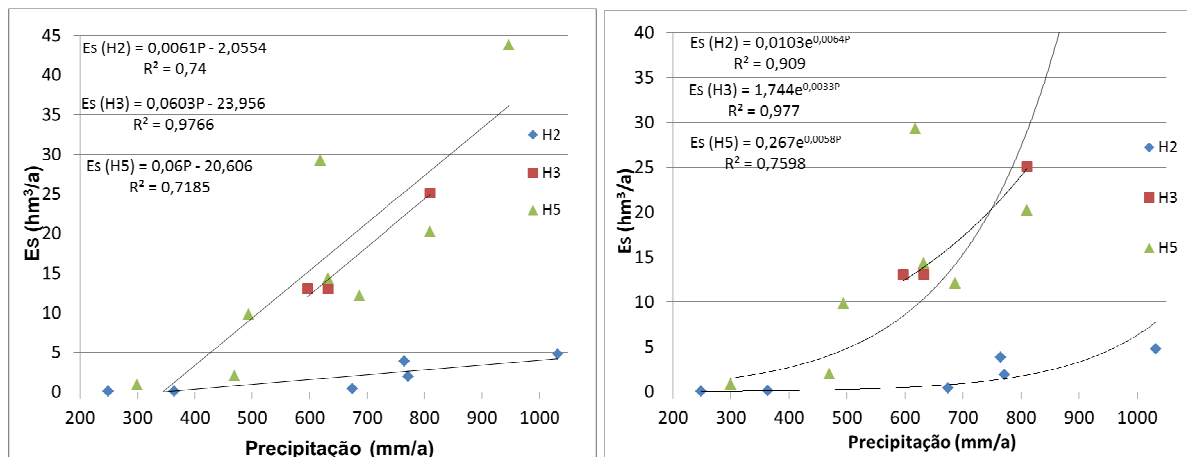 Es (H2) = 0,0061P - 2,0554
R² = 0,74
Es (H3) = 0,0603P - 23,956
R² = 0,9766
Es (H5) = 0,06P - 20,606
R² = 0,7185
45
40
35
30
25
20
15
10
5
0
Es (hm³/a)
200 300 400 500 600 700 800 900 1000
Precipitação (mm/a)
H2
H3
H5
Es (H2) = 0,0103e^0,0064P
R² = 0,909
Es (H3) = 1,744e^0,0033P
R² = 0,977
Es (H5) = 0,267e^0,0058P
R² = 0,7598
40
30
25
20
10
0
Es (hm³/a)
200 300 400 500 600 700 800 900 1000
Precipitação (mm/a)
H2
H3
H5